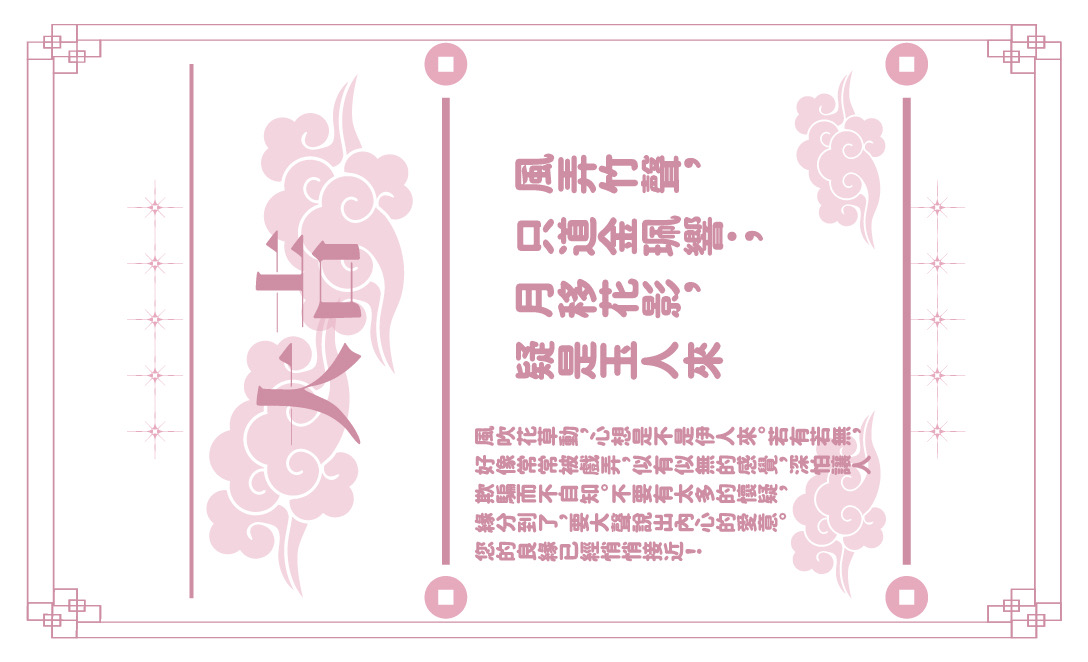 大吉
風弄竹聲，
只道金珮響；
月移花影，
疑是玉人來
風吹花草動，心想是不是伊人來。若有若無，
好像常常被戲弄，似有似無的感覺，深怕讓人
欺騙而不自知。不要有太多的懷疑，
緣分到了，要大聲說出內心的愛意。
您的良緣已經悄悄接近！